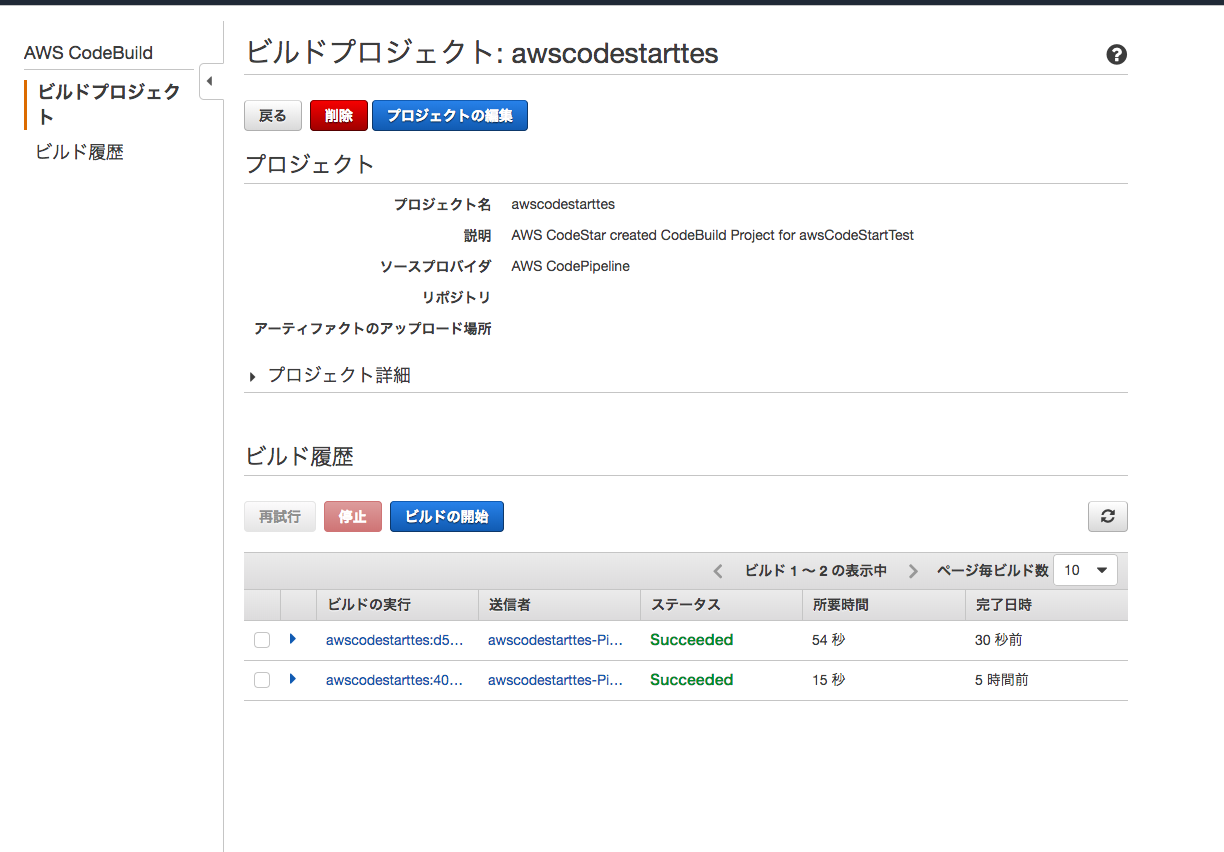 AWS CodeBuild
ビルドプロジェク
ト
ビルド履歴
ビルドプロジェクト: awscodestarttes
戻る 削除 プロジェクトの編集
プロジェクト
プロジェクト名 awscodestarttes
説明 AWS CodeStar created CodeBuild Project for awsCodeStartTest
ソースプロバイダ AWS CodePipeline
リポジトリ
アーティファクトのアップロード場所
プロジェクト詳細
ビルド履歴
再試行 停止 ビルドの開始
ビルド 1 〜 2 の表示中 ページ毎ビルド数 10
ビルドの実行 送信者 ステータス 所要時間 完了日時
awscodestarttes:d5... awscodestarttes-Pi... Succeeded 54 秒 30 秒前
awscodestarttes:40... awscodestarttes-Pi... Succeeded 15 秒 5 時間前